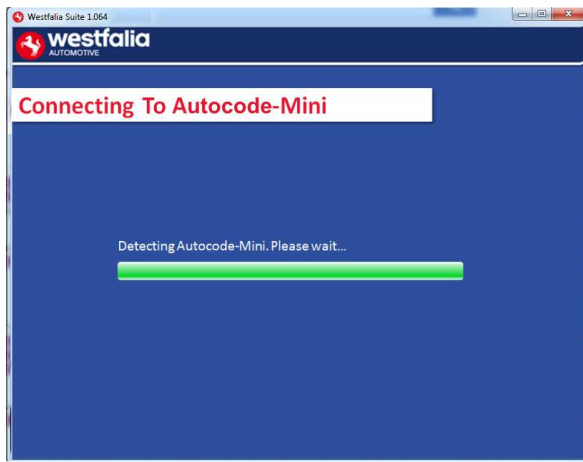 Westfalia Suite 1.064
westfalia
AUTOMOTIVE
Connecting To Autocode-Mini
Detecting Autocode-Mini. Please wait...